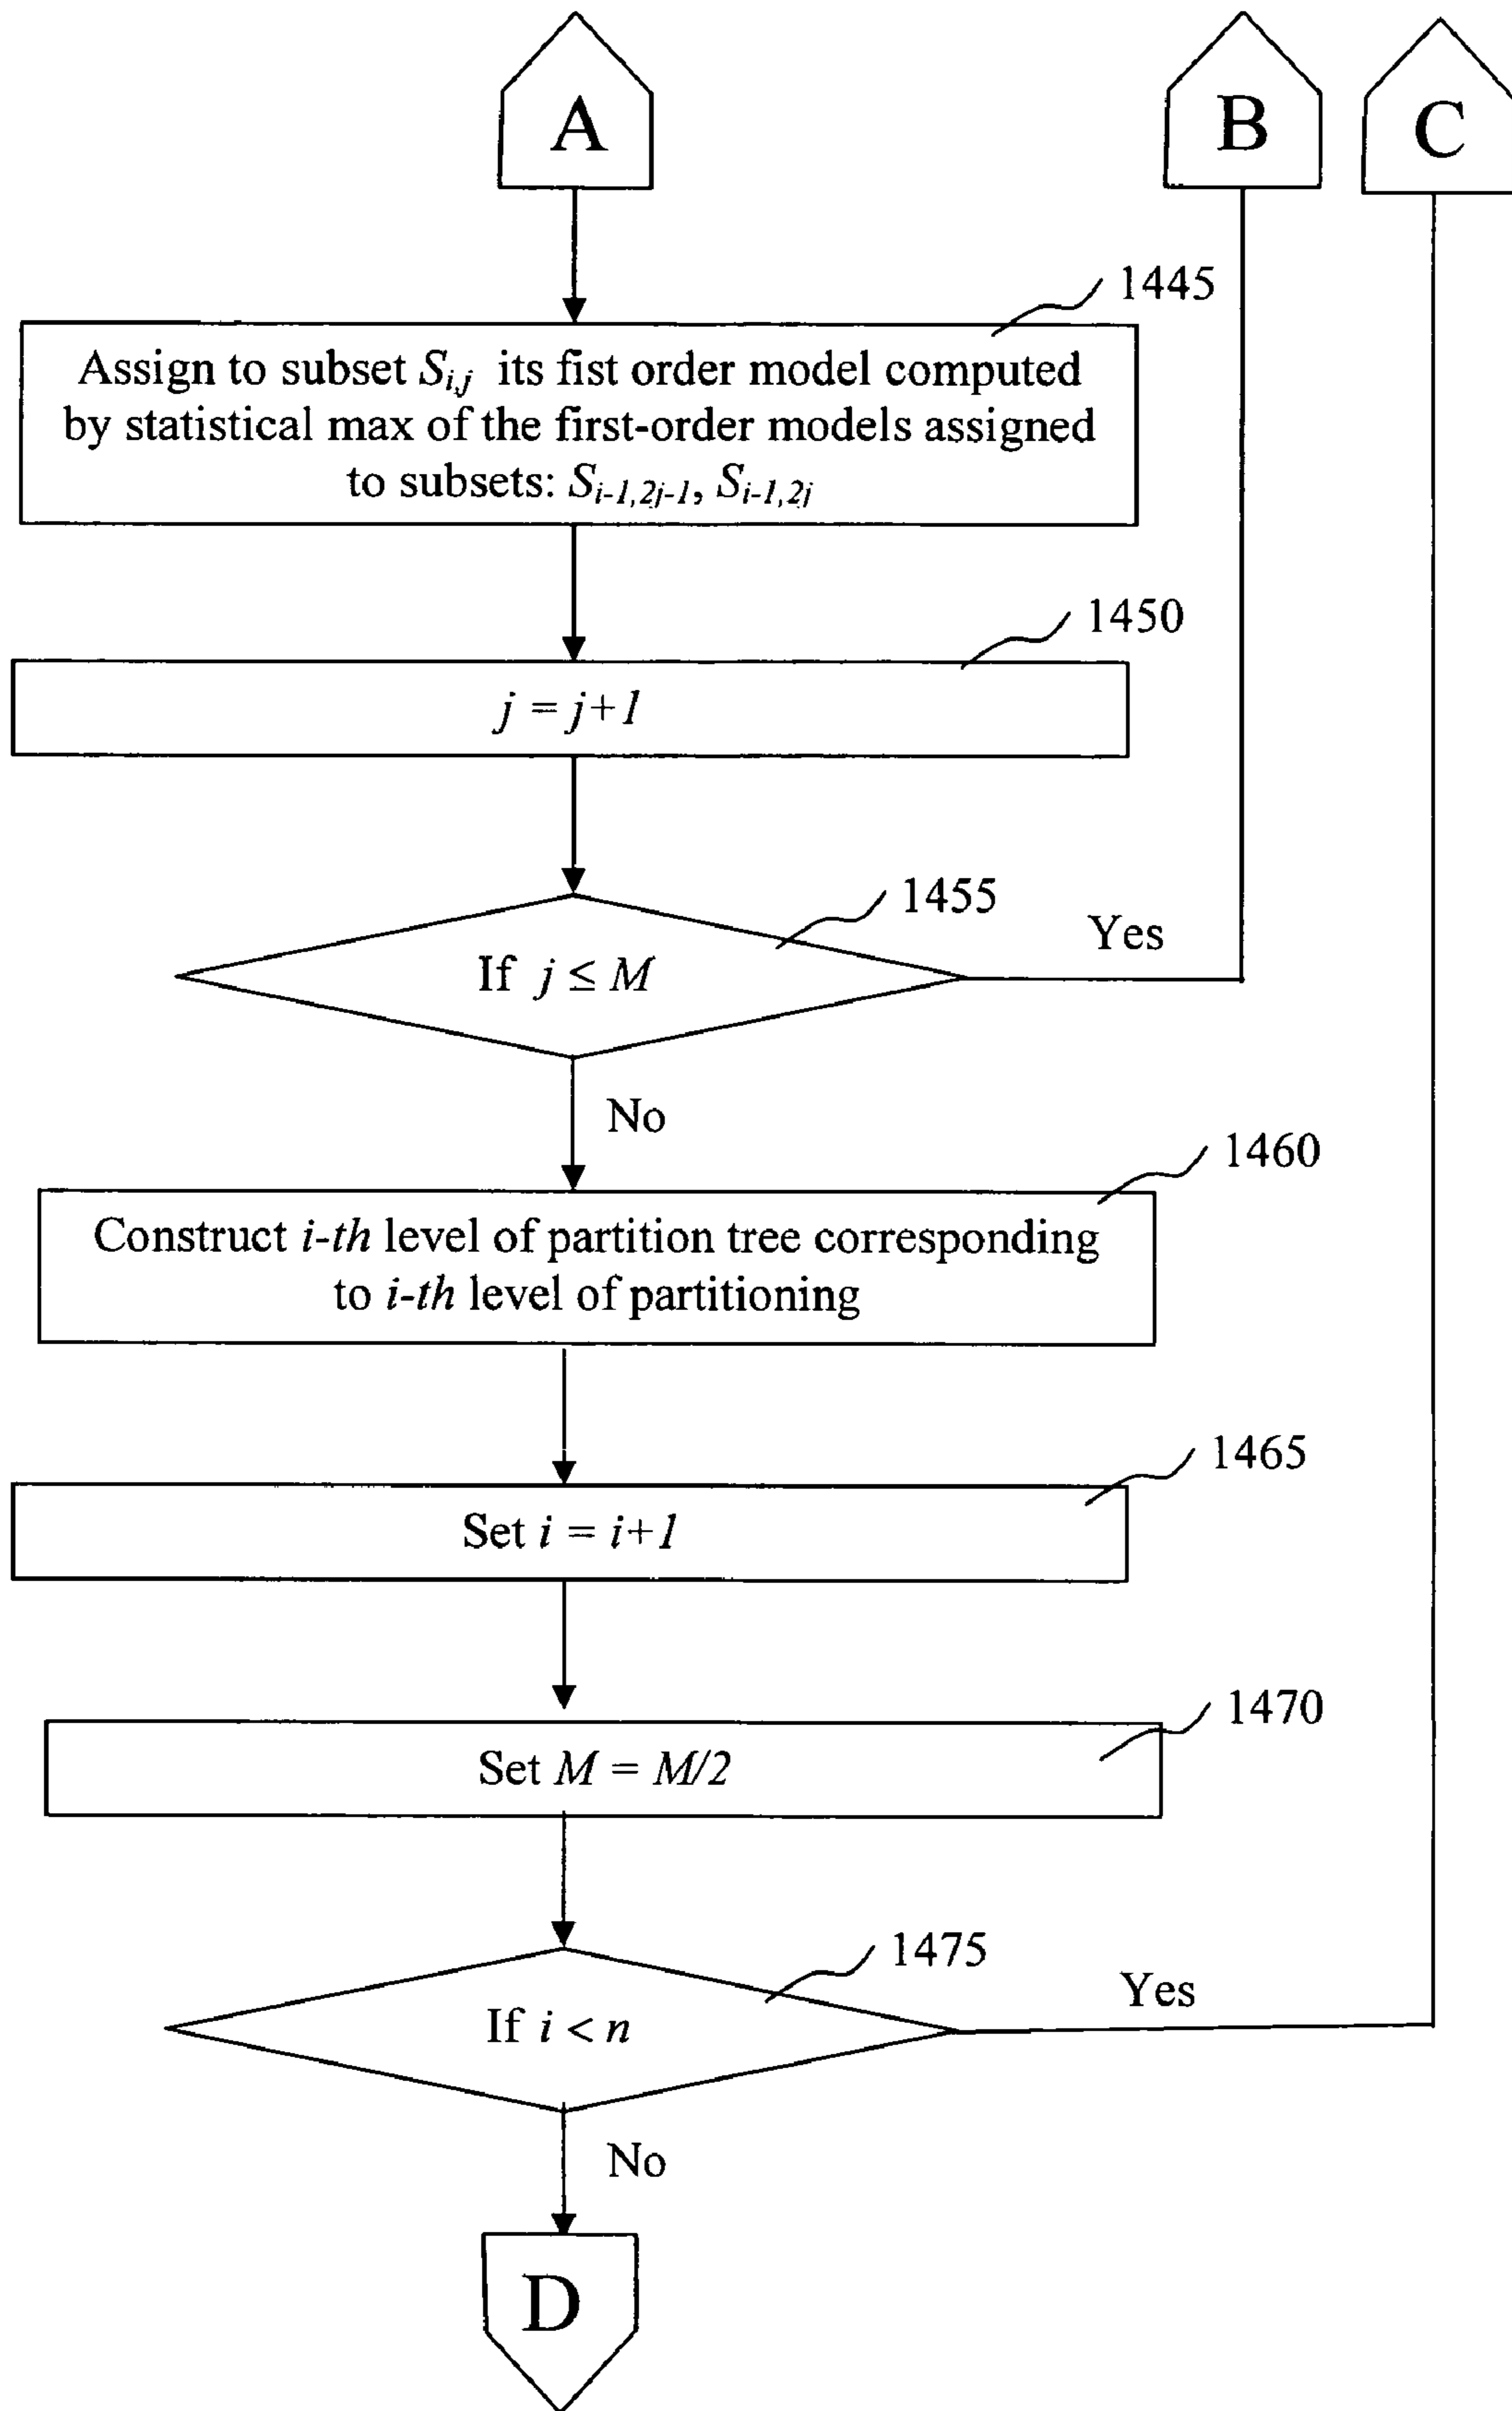 A
B
C
1445
Assign to subset S_{i,j} its fist order model computed
by statistical max of the first-order models assigned
to subsets: S_{i-1,2j-1}, S_{i-1,2j}
1450
j = j+1
1455
If j ≤ M
Yes
No
1460
Construct i-th level of partition tree corresponding
to i-th level of partitioning
1465
Set i = i+1
1470
Set M = M/2
1475
If i < n
Yes
No
D